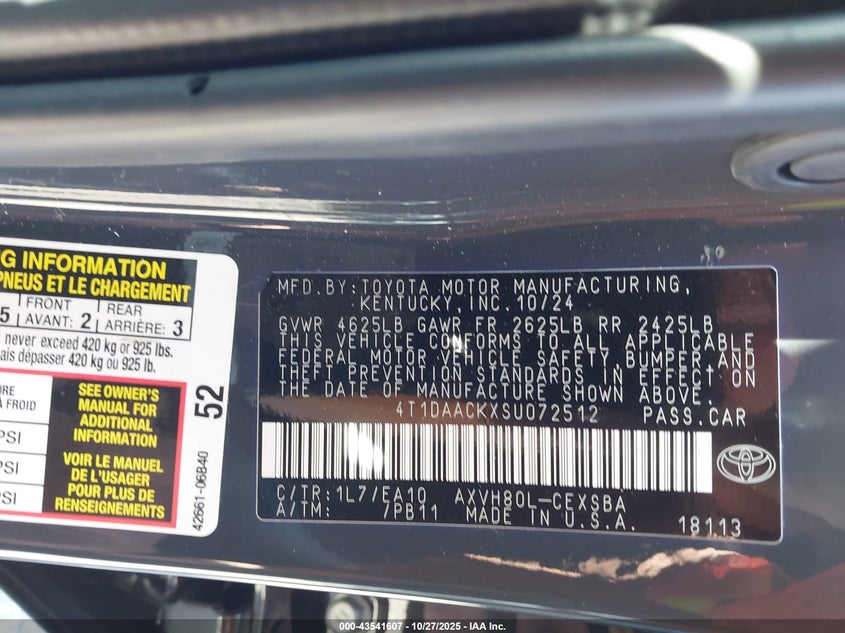 G INFORMATION
PNEUS ET LE CHARGEMENT
5 FRONT AVANT: 2 REAR ARRIÈRE: 3
never exceed 420 kg or 925 lbs.
ais dépasser 420 kg ou 925 lb.
URE
À FROID
PSI
PSI
PSI
SEE OWNER'S
MANUAL FOR
ADDITIONAL
INFORMATION
VOIR LE MANUEL
DE L'USAGER
POUR PLUS DE
RENSEIGNEMENTS
52
42661-06B40
MFD.BY:TOYOTA MOTOR MANUFACTURING,
KENTUCKY, INC. 10/24
GVWR 4625LB GAWR FR 2625LB RR 2425LB
THIS VEHICLE CONFORMS TO ALL APPLICABLE
FEDERAL MOTOR VEHICLE SAFETY, BUMPER,AND
THEFT PREVENTION STANDARDS IN EFFECT ON
THE DATE OF MANUFACTURE SHOWN ABOVE.
4T1DAACKXSU072512 PASS.CAR
C/TR:1L7/EA10 AXVH80L-CEXSBA
A/TM: /PB11 MADE IN U.S.A. 18113
000-43541607 - 10/27/2025 - IAA Inc.